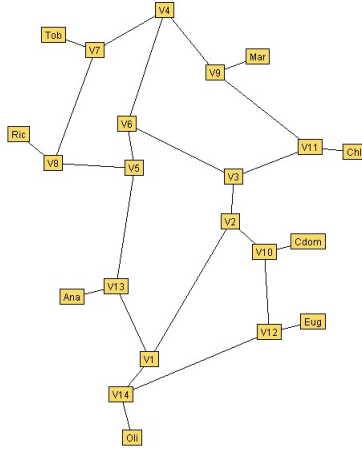 V4
Tob
V7
Mar
V9
V6
Ric
V11
Chl
V8
V5
V3
V2
Cdom
V10
V13
Ana
Eug
V12
V1
V14
Oli